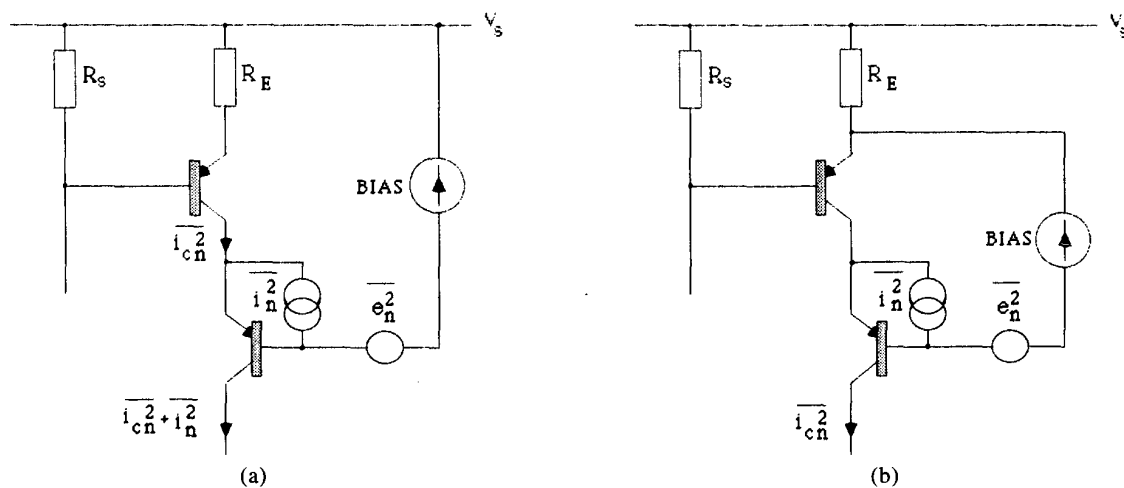 V_s
R_s
R_E
BIAS
i_cn^2
i_n^2
e_n^2
i_cn^2 + i_n^2
(a)
V_s
R_s
R_E
BIAS
i_n^2
e_n^2
i_cn^2
(b)